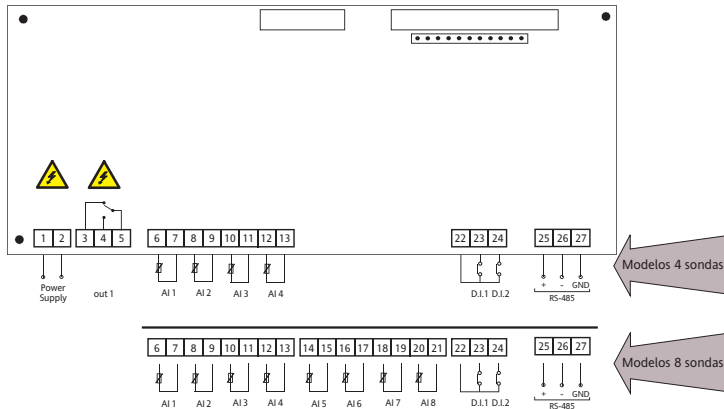 1 2 3 4 5 6 7 8 9 10 11 12 13 22 23 24 25 26 27
Power
Supply
out 1
AI 1 AI 2 AI 3 AI 4
D.I.1 D.I.2
+ - GND
RS-485
Modelos 4 sondas
6 7 8 9 10 11 12 13 14 15 16 17 18 19 20 21 22 23 24 25 26 27
AI 1 AI 2 AI 3 AI 4 AI 5 AI 6 AI 7 AI 8
D.I.1 D.I.2
+ - GND
RS-485
Modelos 8 sondas